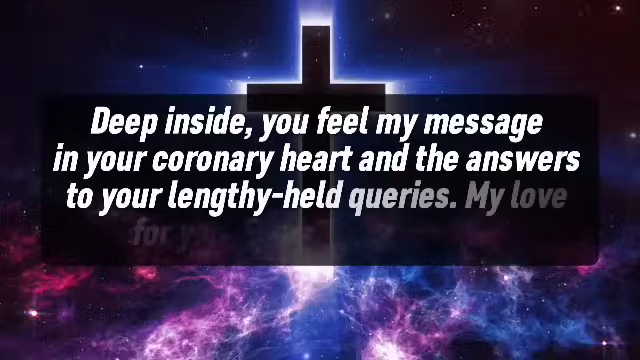 Deep inside, you feel my message
in your coronary heart and the answers
to your lengthy-held queries. My love
for